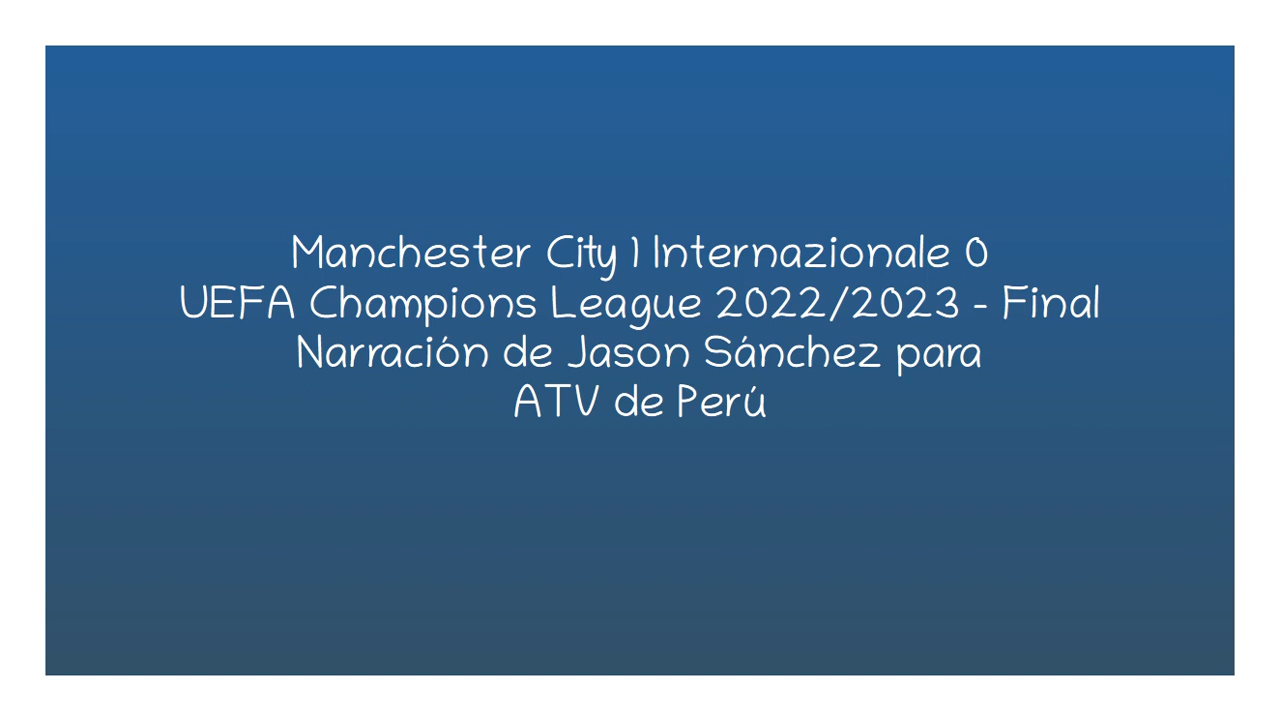 Manchester City 1 Internazionale 0
UEFA Champions League 2022/2023 - Final
Narración de Jason Sánchez para
ATV de Perú